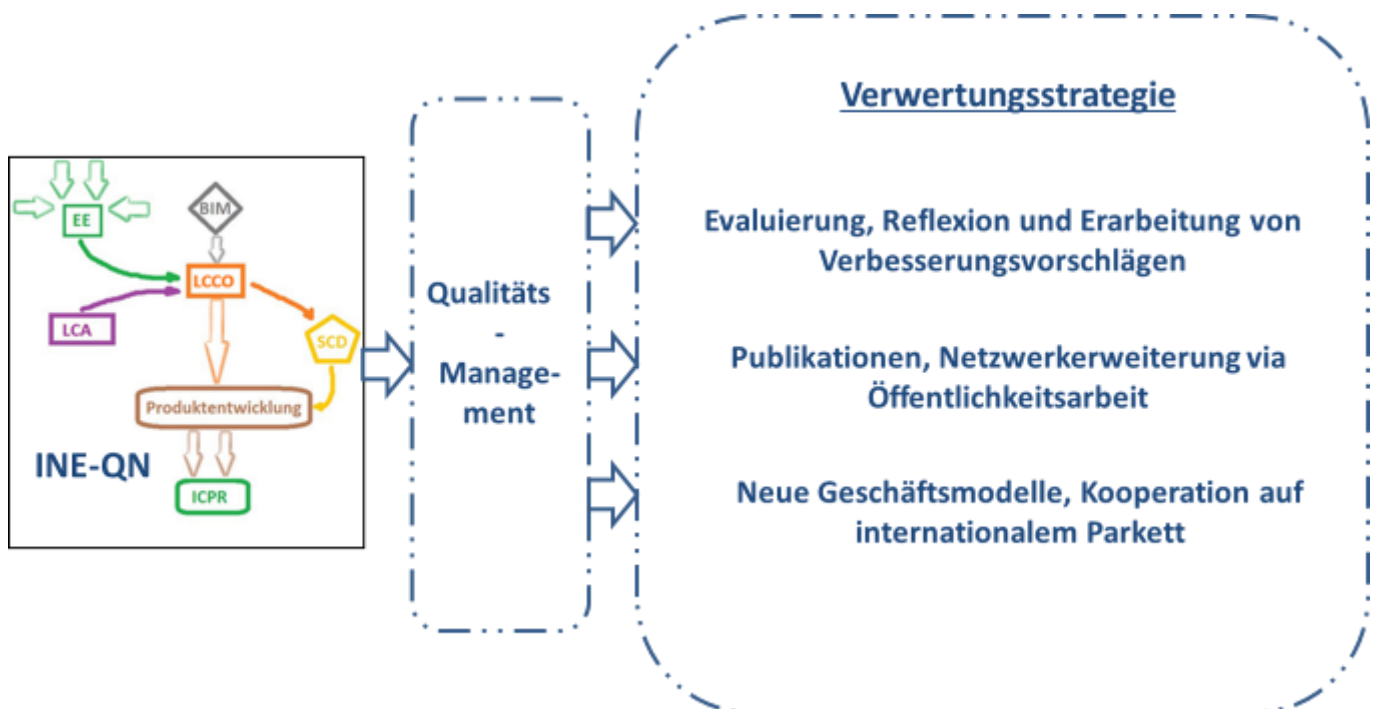 EE
BIM
LCCO
LCA
SCD
Produktentwicklung
INE-QN
ICPR
Qualitäts
-
Manage-
ment
Verwertungsstrategie
Evaluierung, Reflexion und Erarbeitung von
Verbesserungsvorschlägen
Publikationen, Netzwerkerweiterung via
Öffentlichkeitsarbeit
Neue Geschäftsmodelle, Kooperation auf
internationalem Parkett